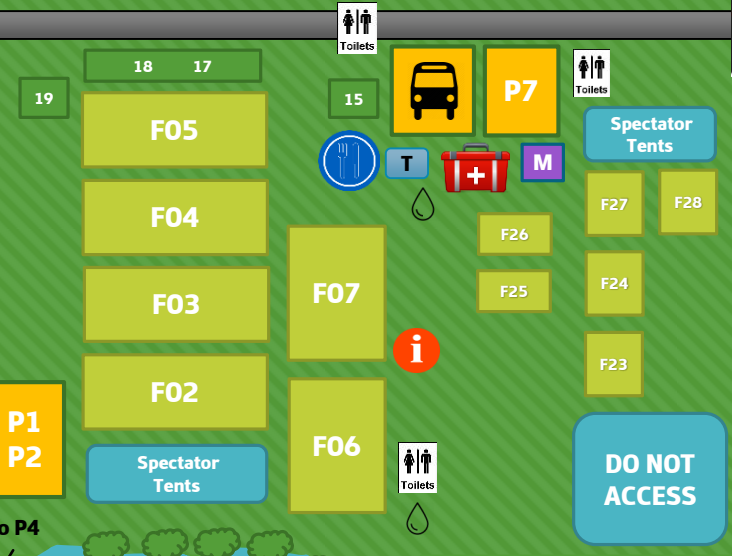 Toilets
18 17
19
15
P7
Toilets
F05
Spectator
Tents
T
M
F04
F27
F28
F26
F07
F03
F25
F24
i
F02
F23
P1
P2
F06
Spectator
Tents
Toilets
DO NOT
ACCESS
o P4